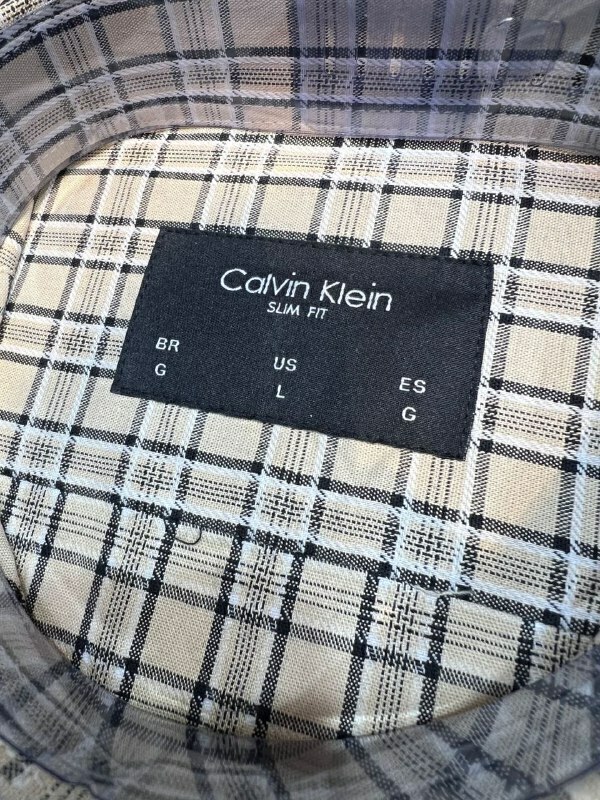 Calvin Klein
SLIM FIT
BR US ES
G L G